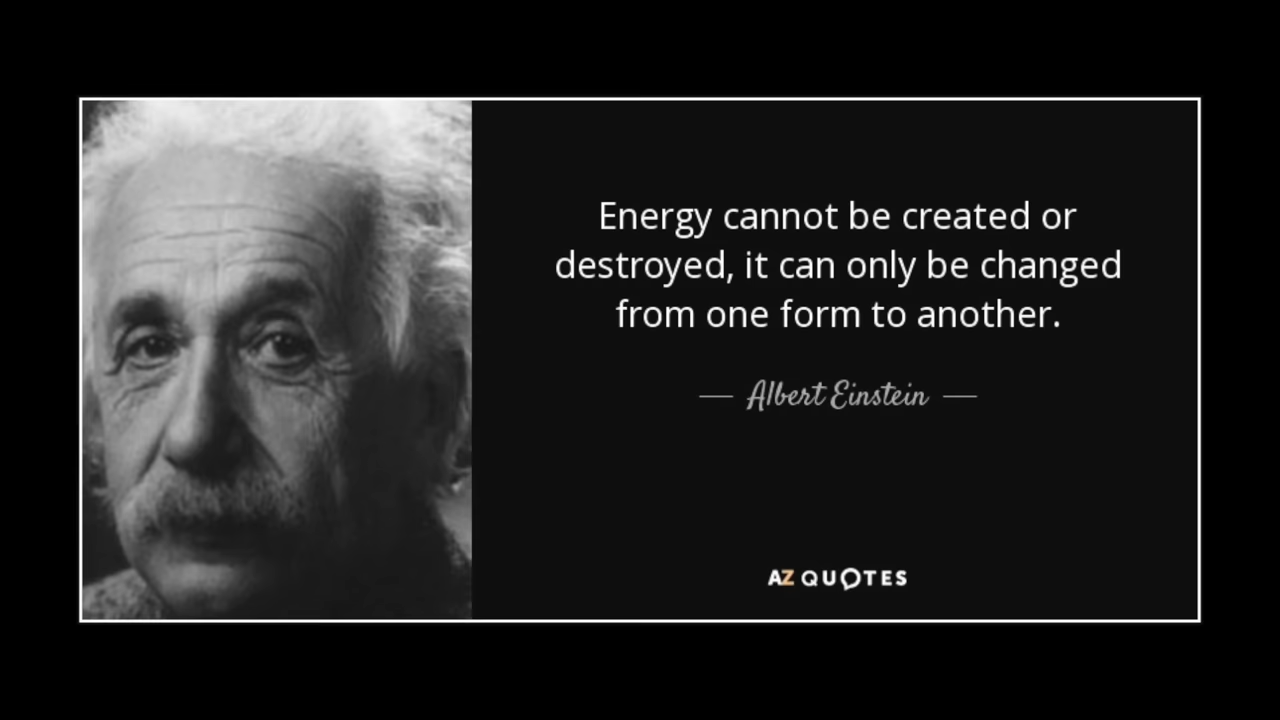 Energy cannot be created or
destroyed, it can only be changed
from one form to another.
— Albert Einstein —
AZ QUOTES